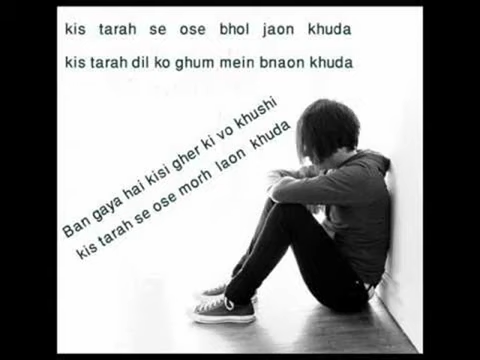 kis tarah se ose bhol jaon khuda
kis tarah dil ko ghum mein bnaon khuda
Ban gaya hai kisi gher ki vo khushi
kis tarah se ose morh laon khuda